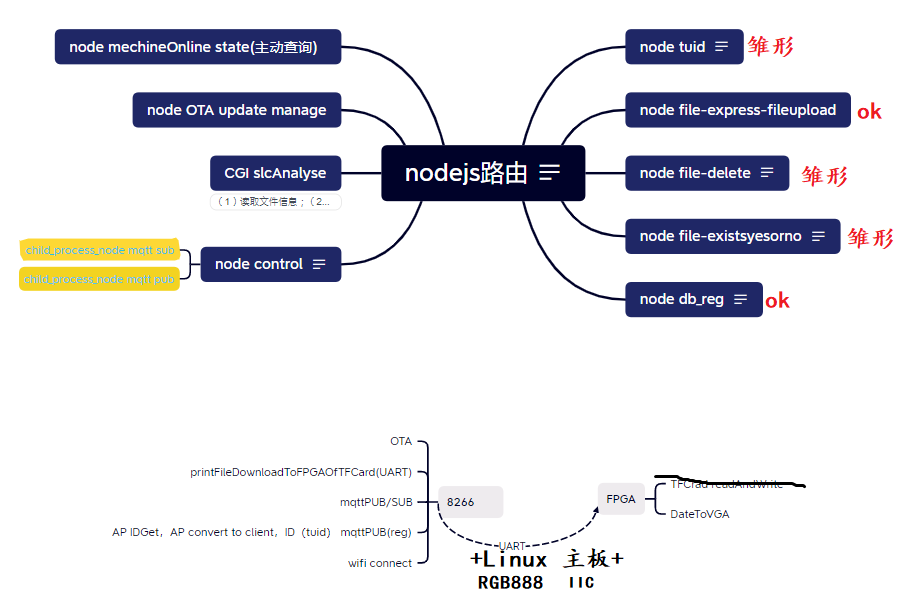 node mechineOnline state(主动查询)
node OTA update manage
CGI slcAnalyse
（1）读取文件信息；（2...
child_process_node mqtt sub
child_process_node mqtt pub
node control
nodejs路由
node tuid 雏形
node file-express-fileupload ok
node file-delete 雏形
node file-existsyesorno 雏形
node db_reg ok
OTA
printFileDownloadToFPGAOfTFCard(UART)
mqttPUB/SUB
AP IDGet，AP convert to client，ID（tuid） mqttPUB(reg)
wifi connect
8266
UART
+Linux 主板+
RGB888 IIC
FPGA
TFCrad readAndWrite
DateToVGA